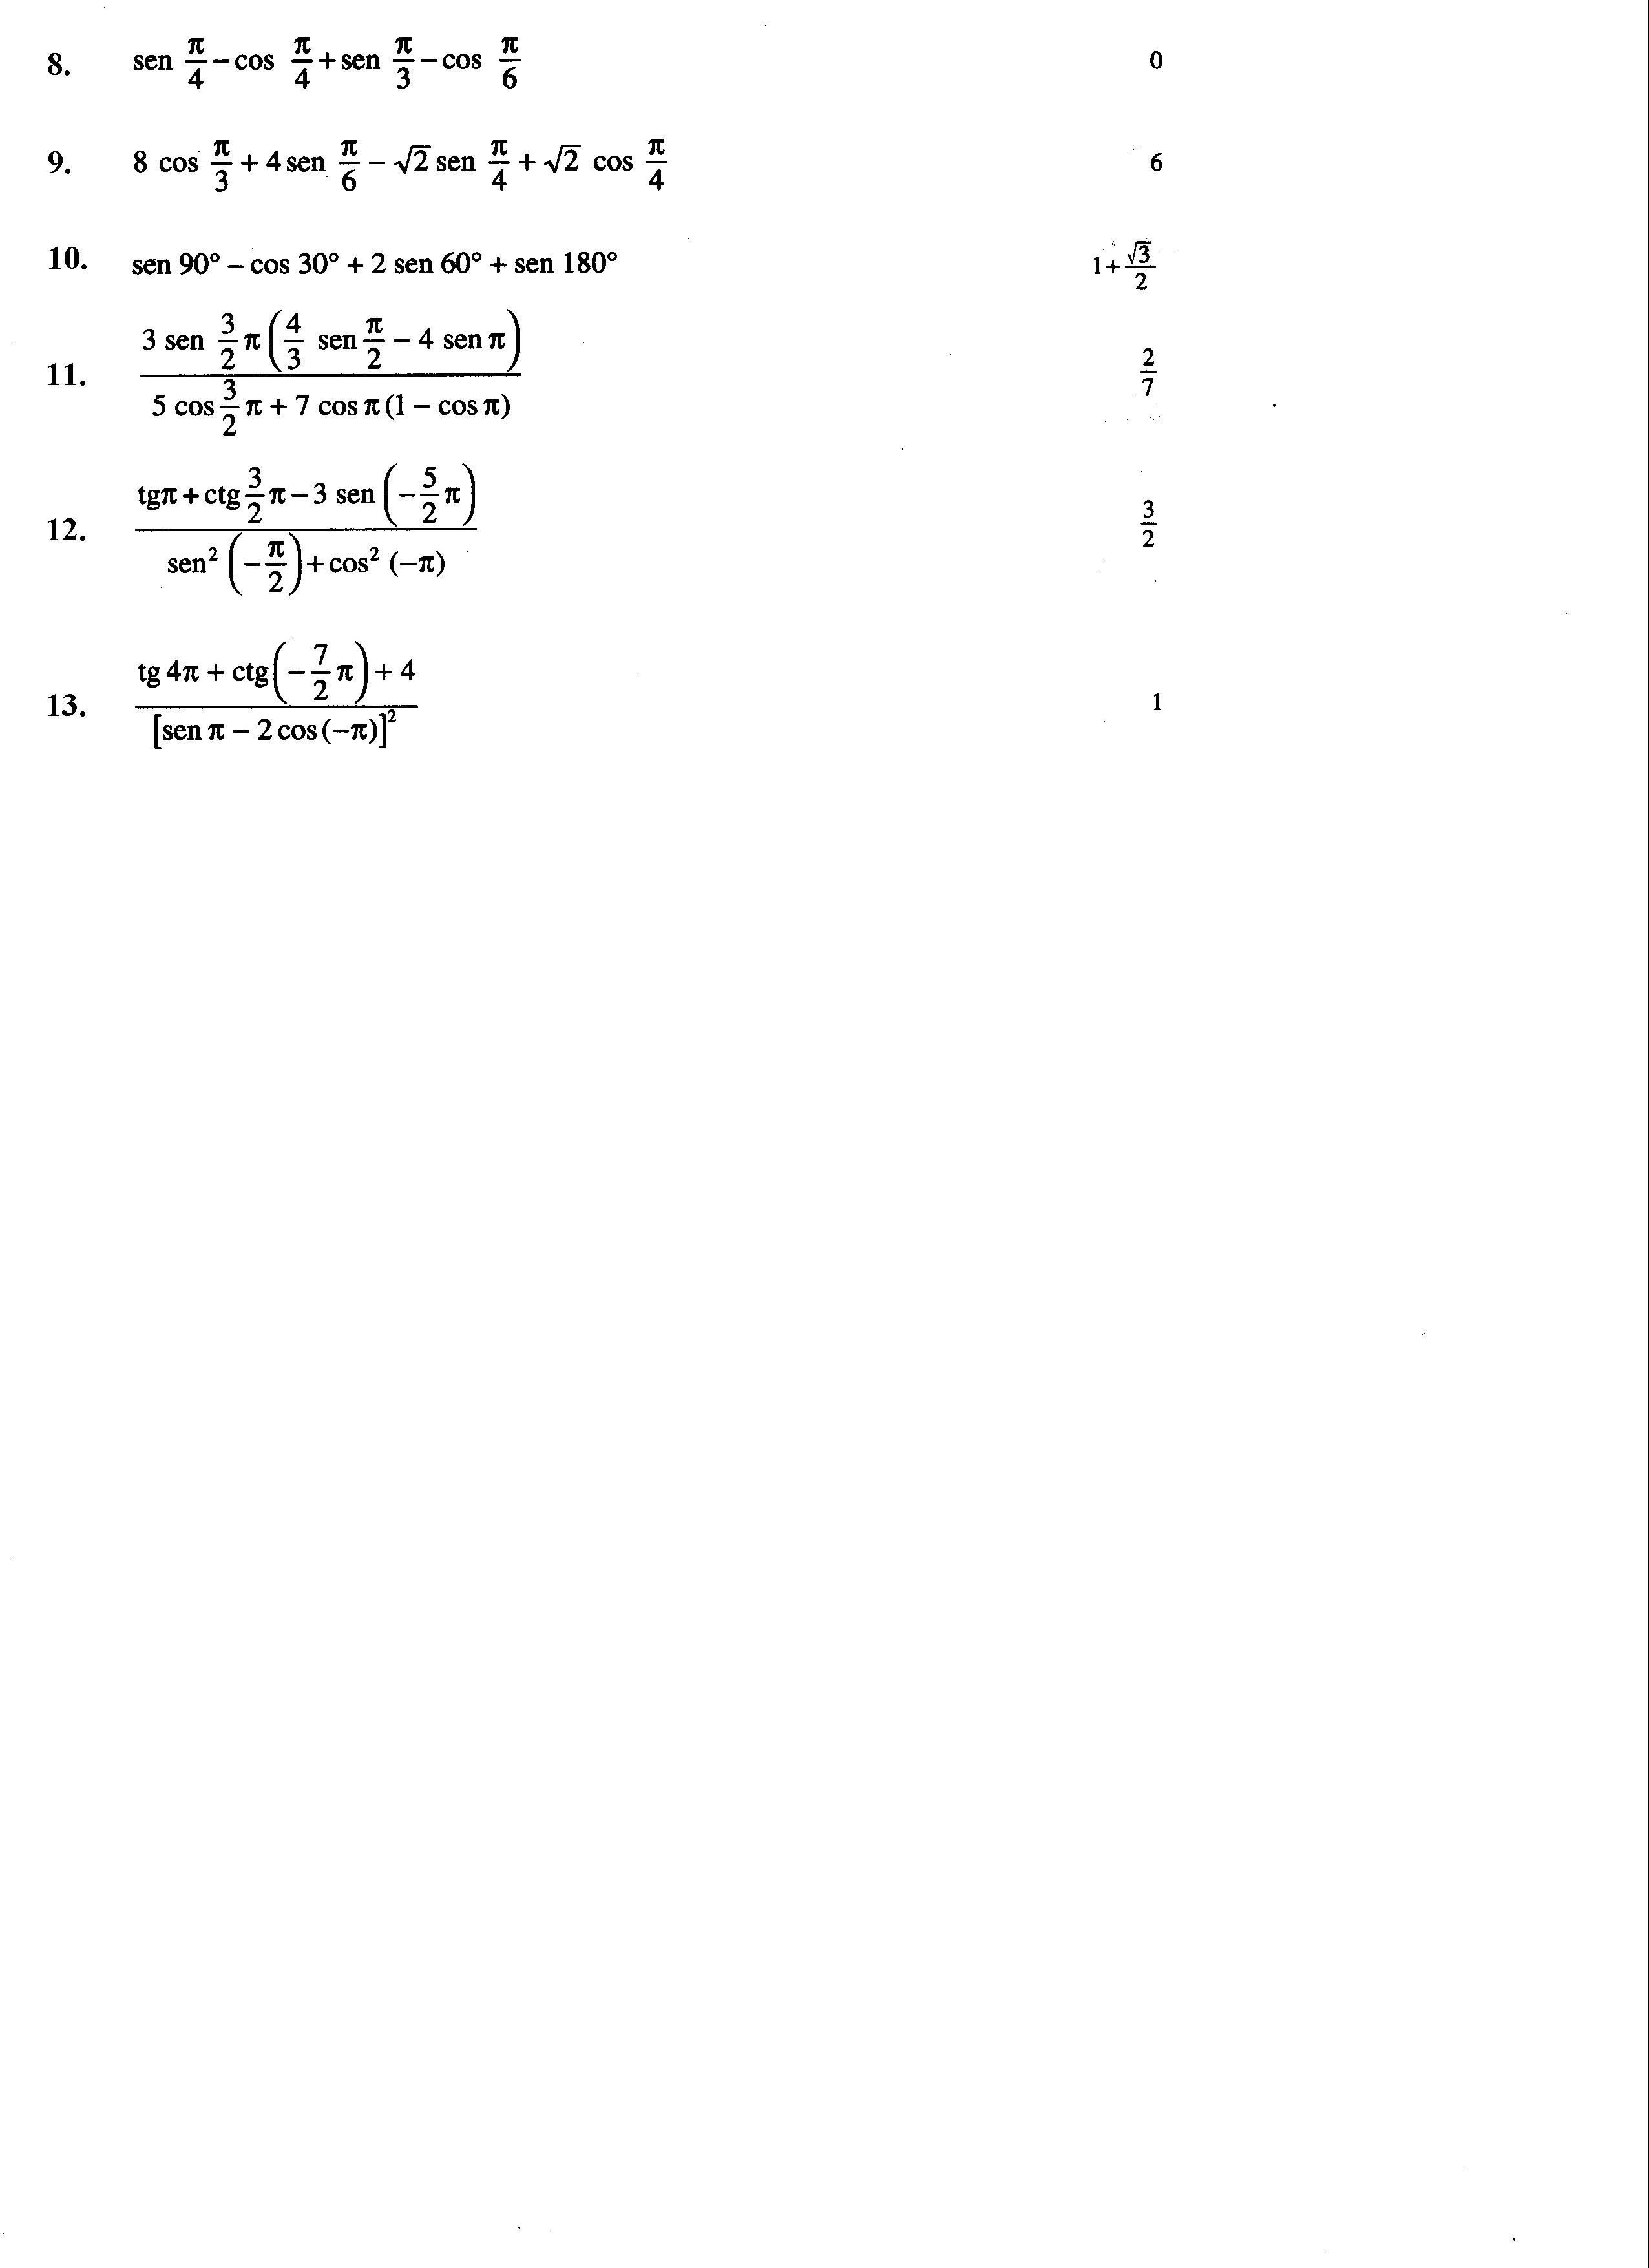 8. sen π/4 – cos π/4 + sen π/3 – cos π/6 0
9. 8 cos π/3 + 4 sen π/6 – √2 sen π/4 + √2 cos π/4 6
10. sen 90° – cos 30° + 2 sen 60° + sen 180° 1 + √3/2
11. 3 sen 3/2 π (4/3 sen π/2 – 4 sen π) / 5 cos 3/2 π + 7 cos π (1 – cos π) 2/7
12. tgπ + ctg 3/2 π – 3 sen (–5/2 π) / sen² (–π/2) + cos² (–π) 3/2
13. tg 4π + ctg (–7/2 π) + 4 / [sen π – 2 cos (–π)]² 1